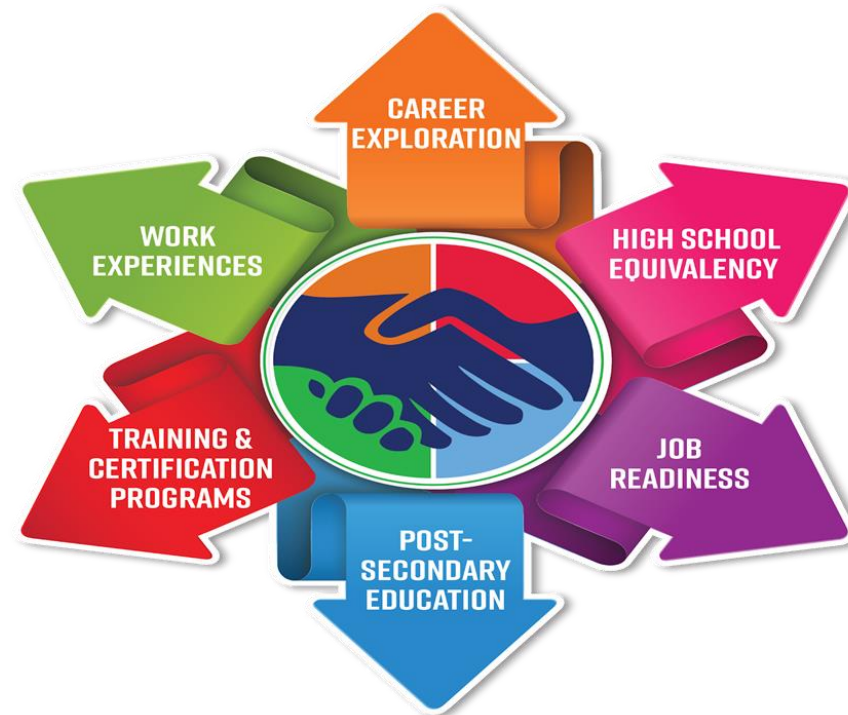 CAREER
EXPLORATION
HIGH SCHOOL
EQUIVALENCY
JOB
READINESS
POST-
SECONDARY
EDUCATION
TRAINING &
CERTIFICATION
PROGRAMS
WORK
EXPERIENCES